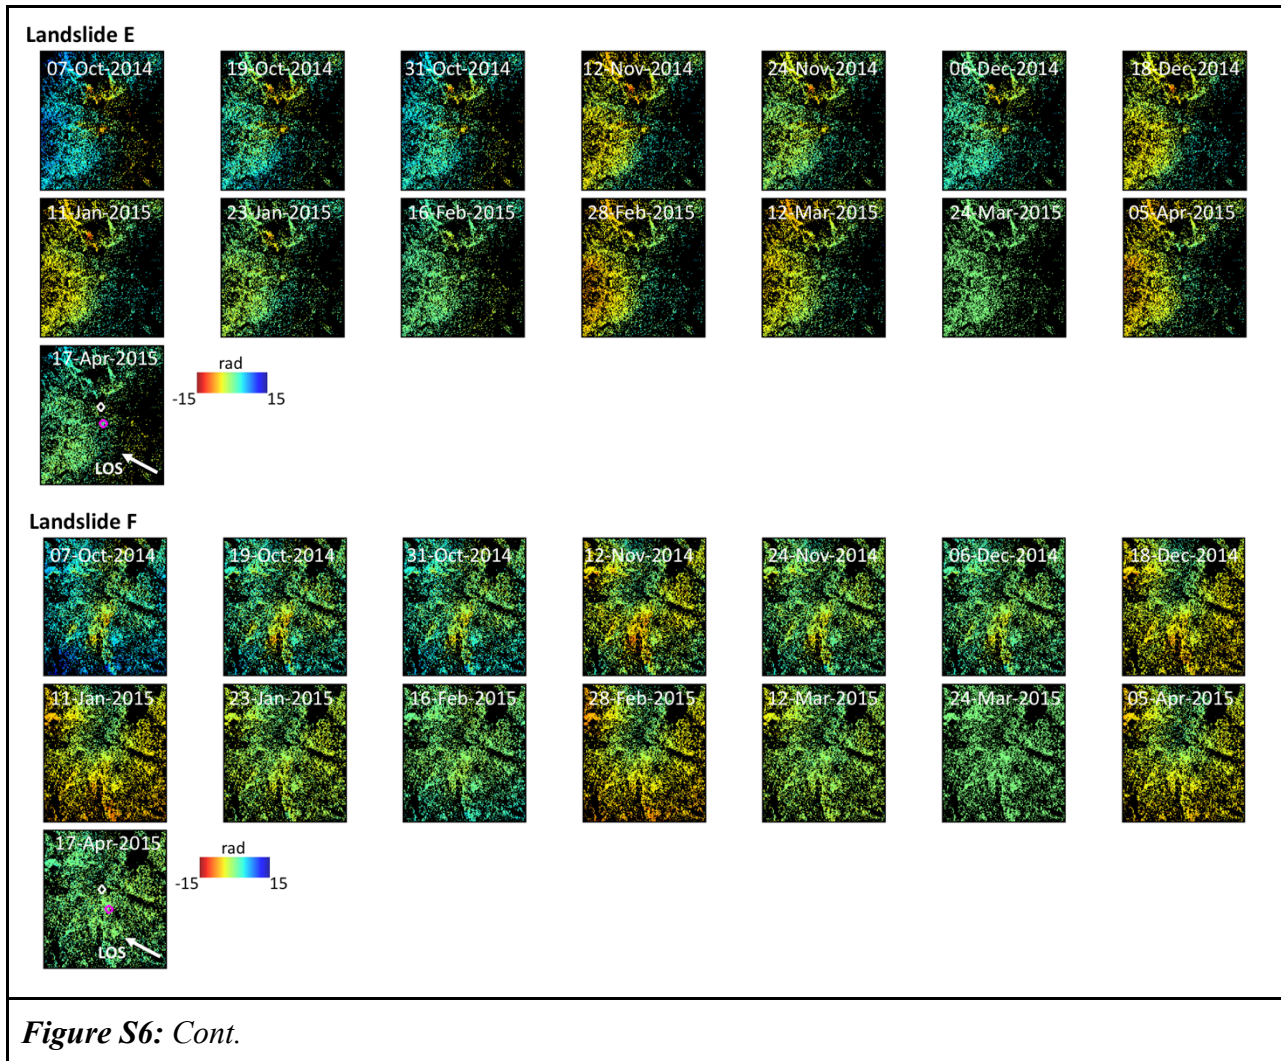 Landslide E
07-Oct-2014 19-Oct-2014 31-Oct-2014 12-Nov-2014 24-Nov-2014 06-Dec-2014 18-Dec-2014
11-Jan-2015 23-Jan-2015 16-Feb-2015 28-Feb-2015 12-Mar-2015 24-Mar-2015 05-Apr-2015
17-Apr-2015
rad
-15 15
LOS
Landslide F
07-Oct-2014 19-Oct-2014 31-Oct-2014 12-Nov-2014 24-Nov-2014 06-Dec-2014 18-Dec-2014
11-Jan-2015 23-Jan-2015 16-Feb-2015 28-Feb-2015 12-Mar-2015 24-Mar-2015 05-Apr-2015
17-Apr-2015
rad
-15 15
LOS
Figure S6: Cont.